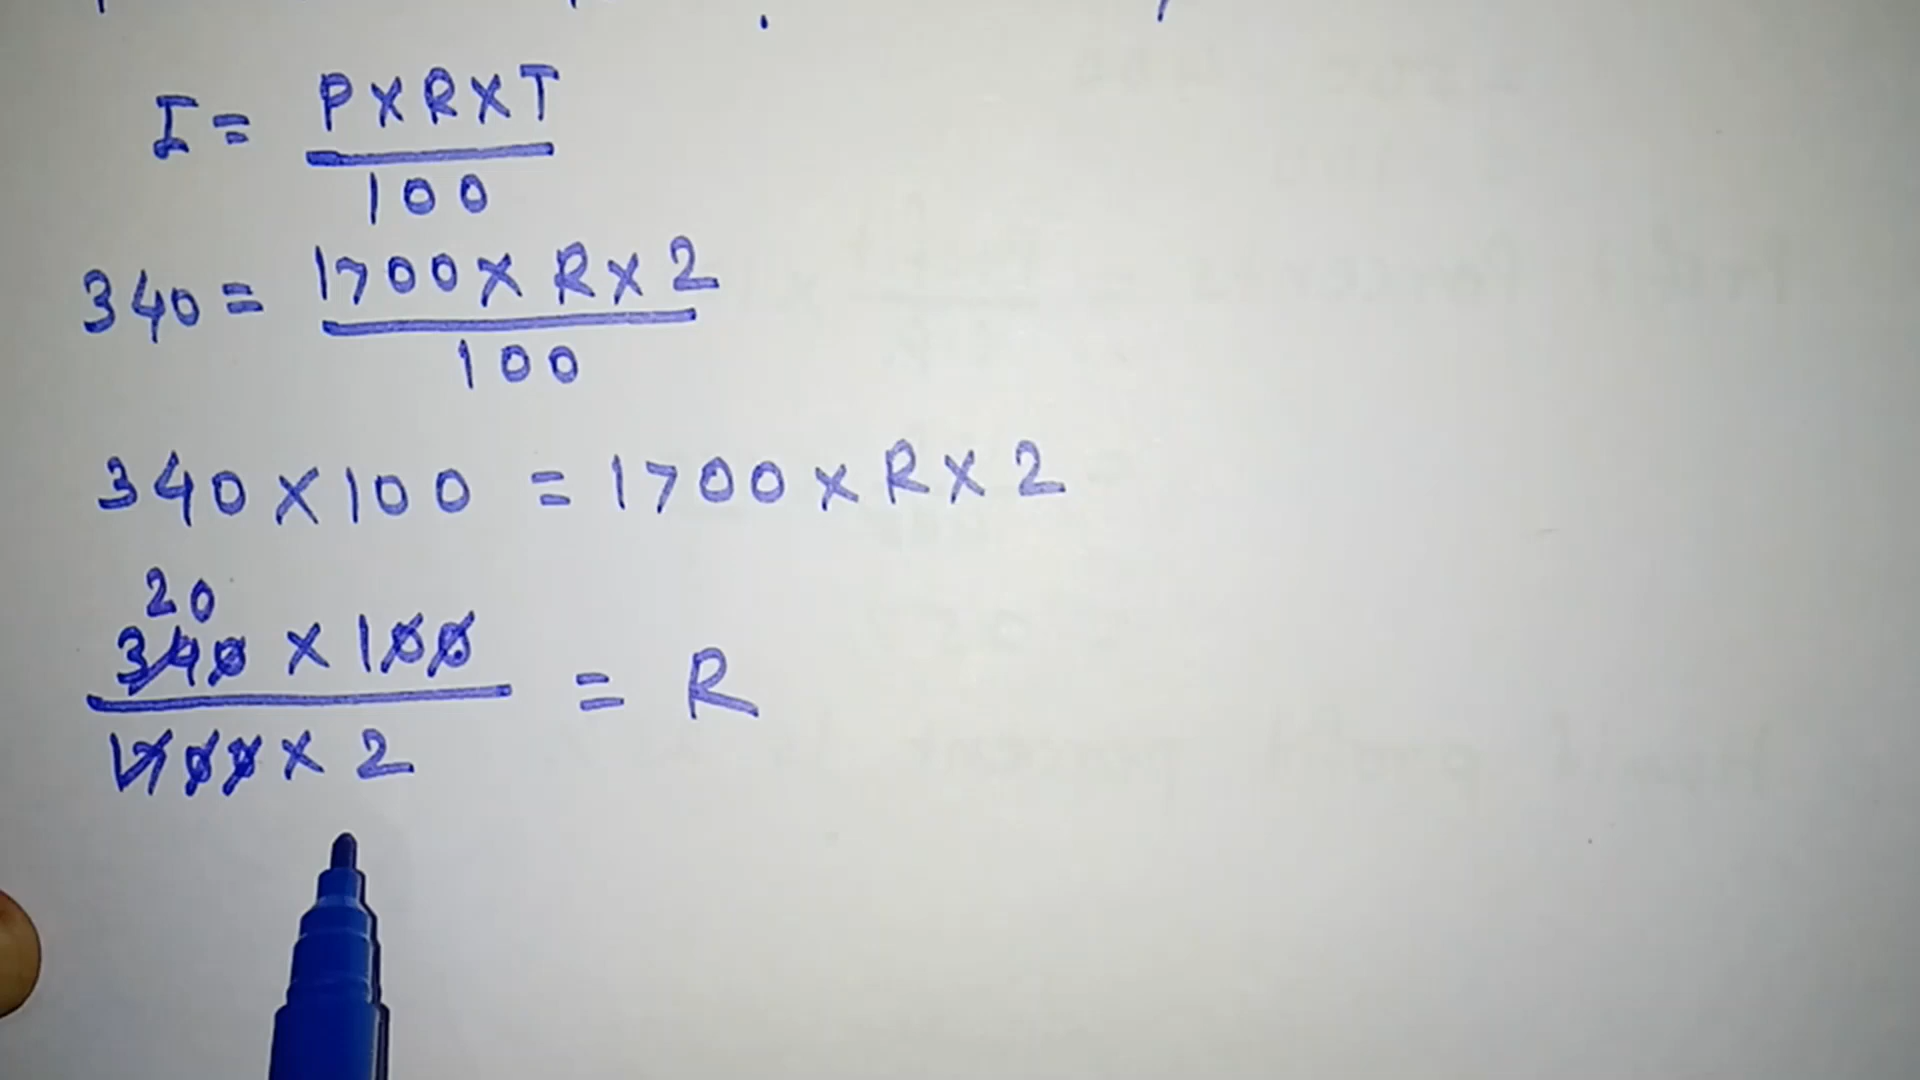 I = P X R X T
100
340 = 1700 X R X 2
100
340 X 100 = 1700 X R X 2
20
340 X 100 = R
1700 X 2